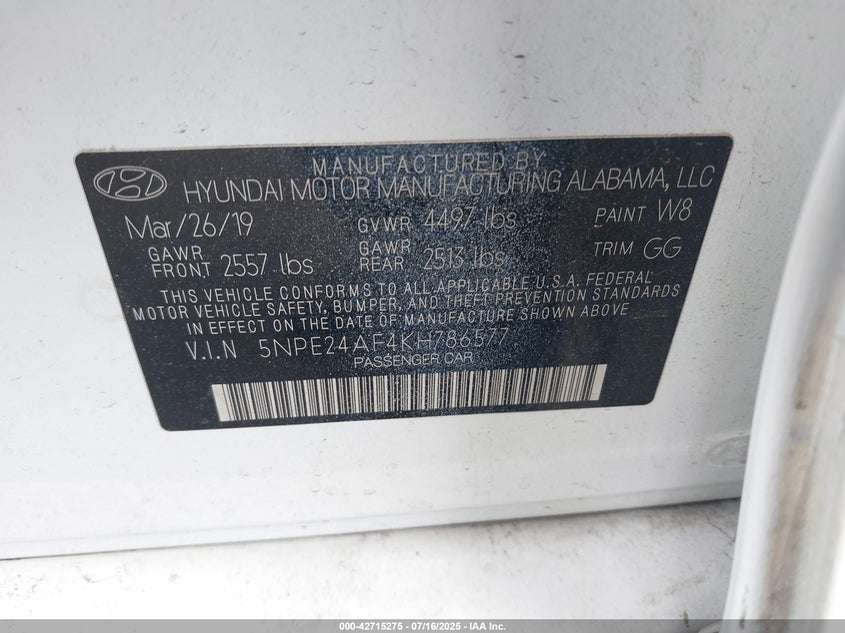 MANUFACTURED BY
HYUNDAI MOTOR MANUFACTURING ALABAMA, LLC
Mar/26/19 GVWR 4497 lbs PAINT W8
GAWR FRONT 2557 lbs GAWR REAR 2513 lbs TRIM GG
THIS VEHICLE CONFORMS TO ALL APPLICABLE U.S.A. FEDERAL
MOTOR VEHICLE SAFETY, BUMPER, AND THEFT PREVENTION STANDARDS
IN EFFECT ON THE DATE OF MANUFACTURE SHOWN ABOVE
V.I.N 5NPE24AF4KH786577
PASSENGER CAR
000-42715275 - 07/16/2025 - IAA Inc.